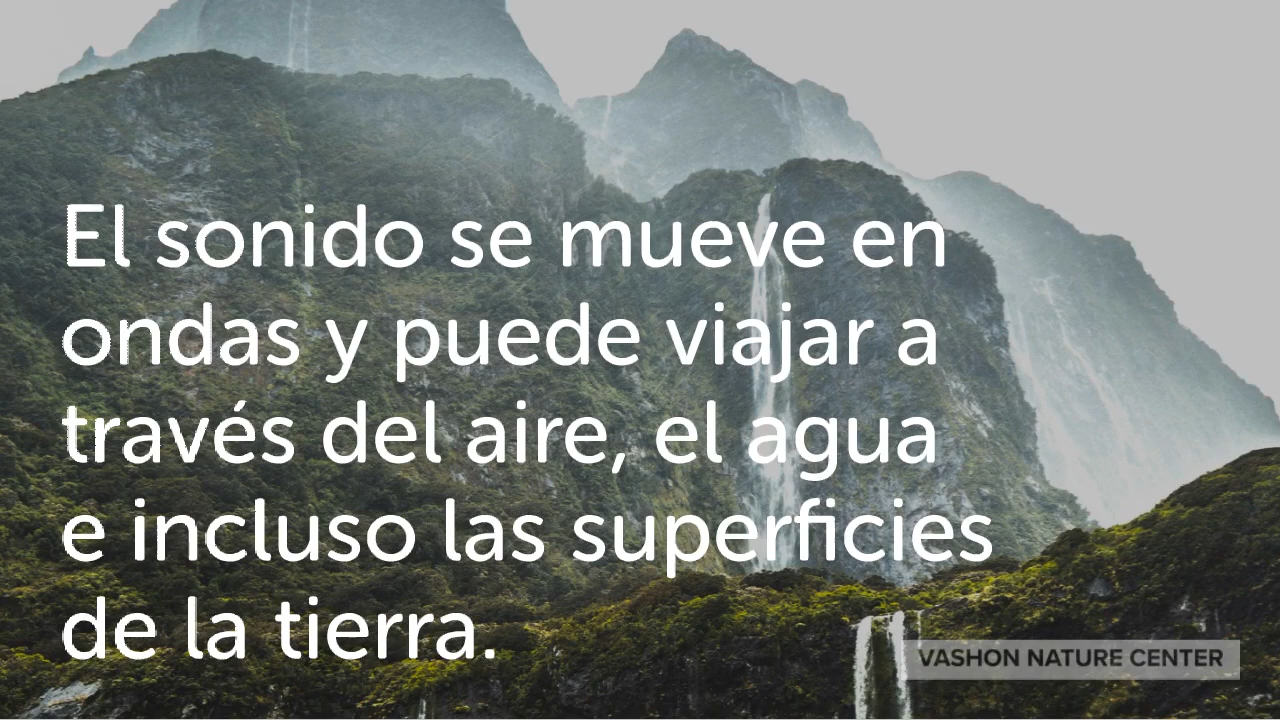 El sonido se mueve en
ondas y puede viajar a
través del aire, el agua
e incluso las superficies
de la tierra.
VASHON NATURE CENTER